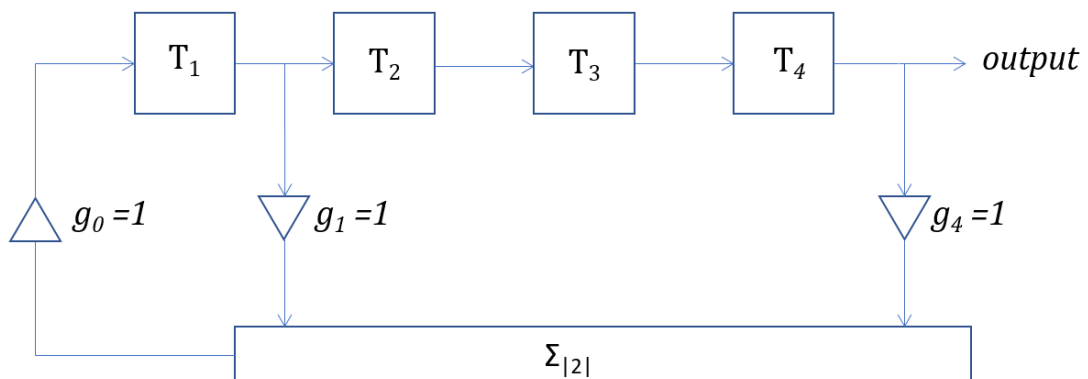 T₁ T₂ T₃ T₄ output
g₀ =1 g₁ =1 g₄ =1
Σ|2|